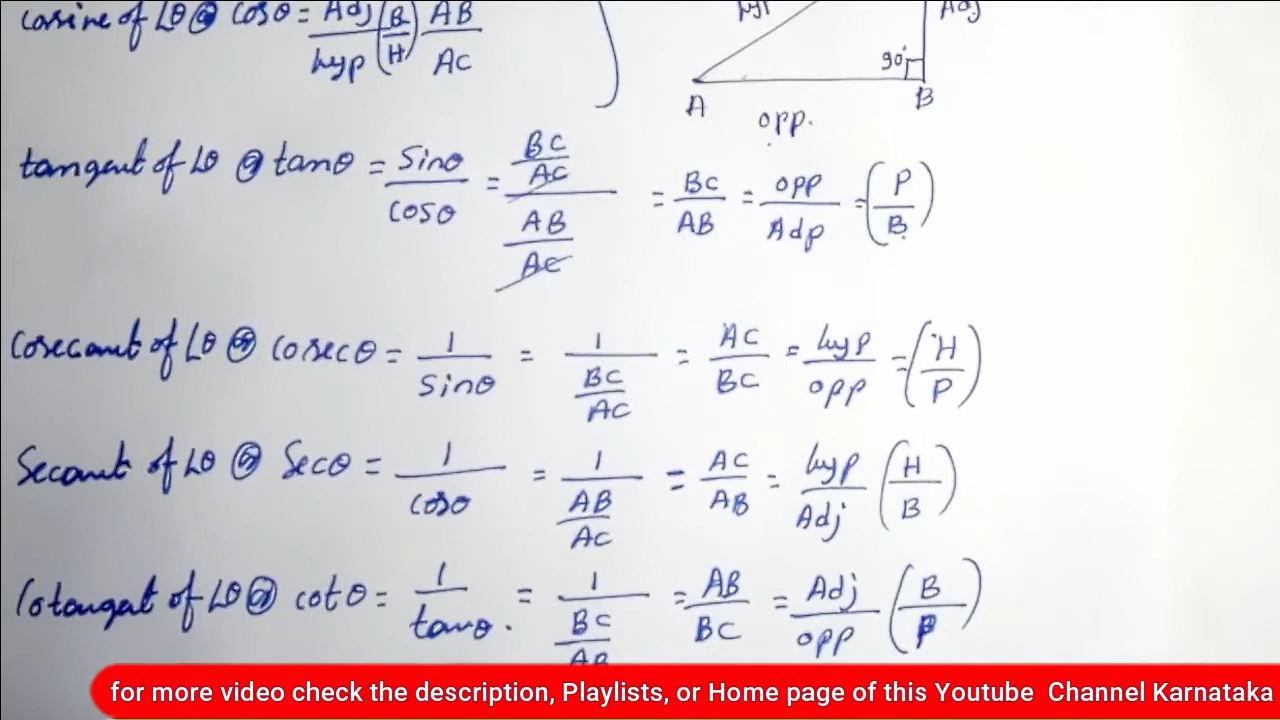 Cosine of ∠θ @ Cosθ = Adj/hyp (B/H) AB/AC
hyp Adj
90°
A B
opp.
tangent of ∠θ @ tanθ = Sinθ/cosθ = (BC/AC)/(AB/AC) = BC/AB = opp/Adp = (P/B)
Cosecant of ∠θ @ cosecθ = 1/sinθ = 1/(BC/AC) = AC/BC = hyp/opp = (H/P)
Secant of ∠θ @ Secθ = 1/cosθ = 1/(AB/AC) = AC/AB = hyp/Adj (H/B)
Cotangat of ∠θ @ cotθ = 1/tanθ. = 1/(BC/AB) = AB/BC = Adj/opp (B/P)
for more video check the description, Playlists, or Home page of this Youtube Channel Karnataka